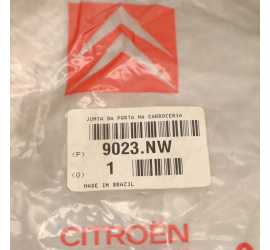 JUNTA DA PORTA NA CARROCERIA
(P) 9023.NW
(Q) 1
MADE IN BRAZIL
CITROËN